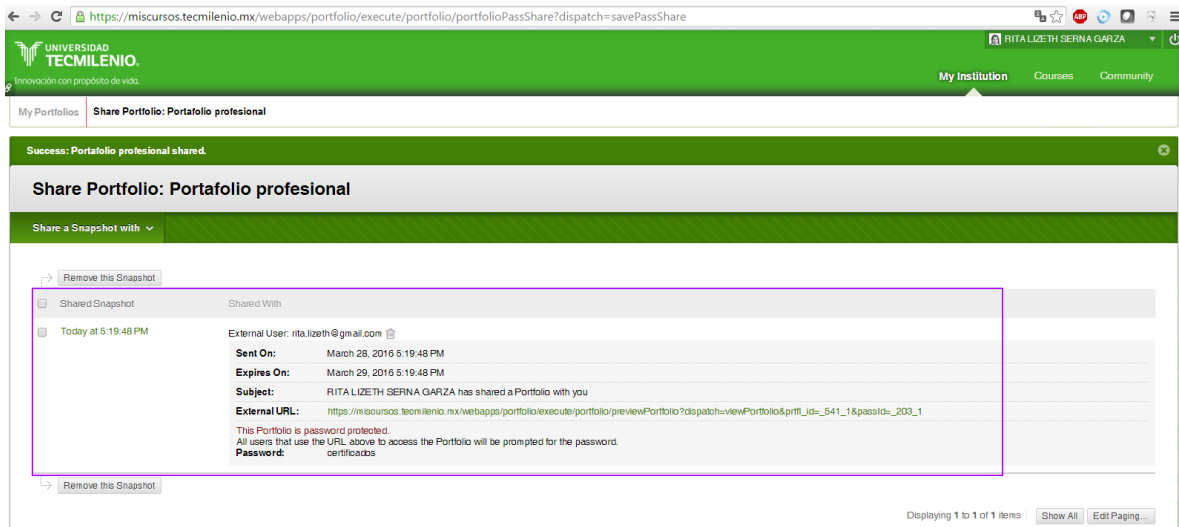 https://miscursos.tecmilenio.mx/webapps/portfolio/execute/portfolio/portfolioPassShare?dispatch=savePassShare
ABP
UNIVERSIDAD
TECMILENIO.
Innovación con propósito de vida.
RITA LIZETH SERNA GARZA
My Institution Courses Community
My Portfolios Share Portfolio: Portafolio profesional
Success: Portafolio profesional shared.
Share Portfolio: Portafolio profesional
Share a Snapshot with
Remove this Snapshot
Shared Snapshot Shared With
Today at 5:19:48 PM External User: rita.lizeth@gmail.com
Sent On: March 28, 2016 5:19:48 PM
Expires On: March 29, 2016 5:19:48 PM
Subject: RITA LIZETH SERNA GARZA has shared a Portfolio with you
External URL: https://miscursos.tecmilenio.mx/webapps/portfolio/execute/portfolio/previewPortfolio?dispatch=viewPortfolio&prtfl_id=_541_1&passId=_203_1
This Portfolio is password protected.
All users that use the URL above to access the Portfolio will be prompted for the password.
Password: certificados
Remove this Snapshot
Displaying 1 to 1 of 1 items Show All Edit Paging...